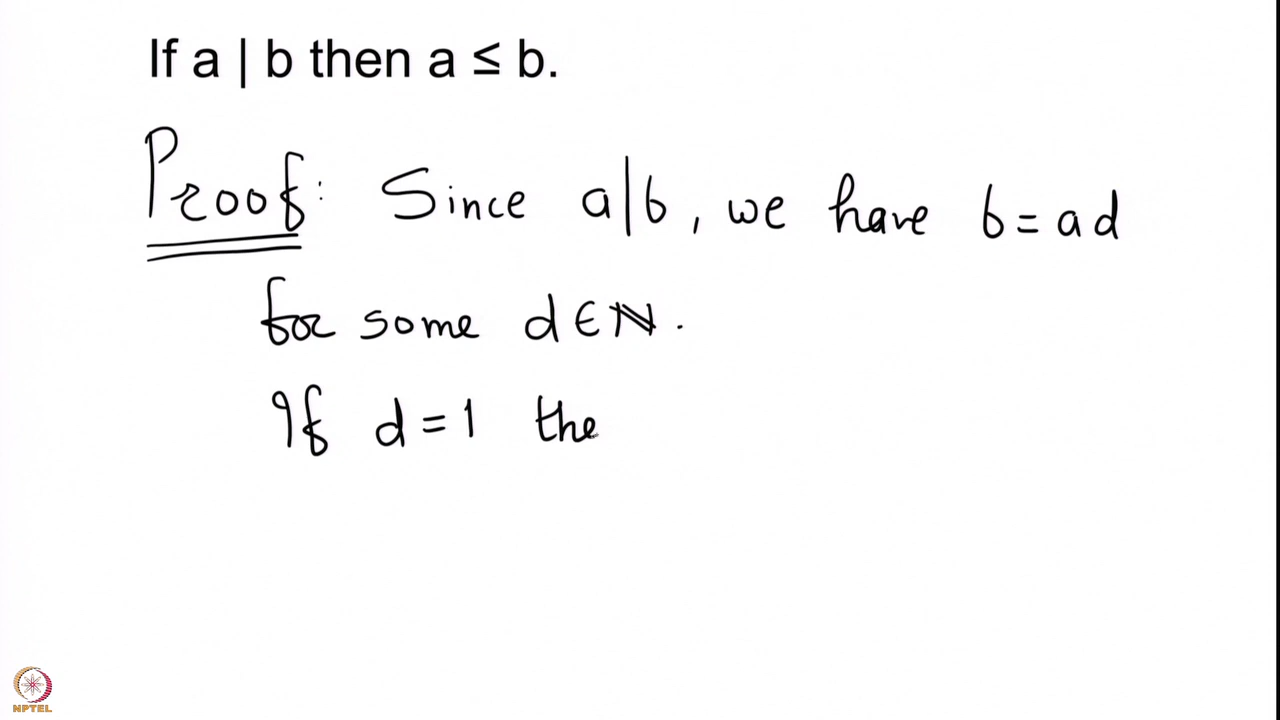 If a | b then a ≤ b.
Proof: Since a|b, we have b = ad
for some d ∈ ℕ.
If d = 1 the
NPTEL